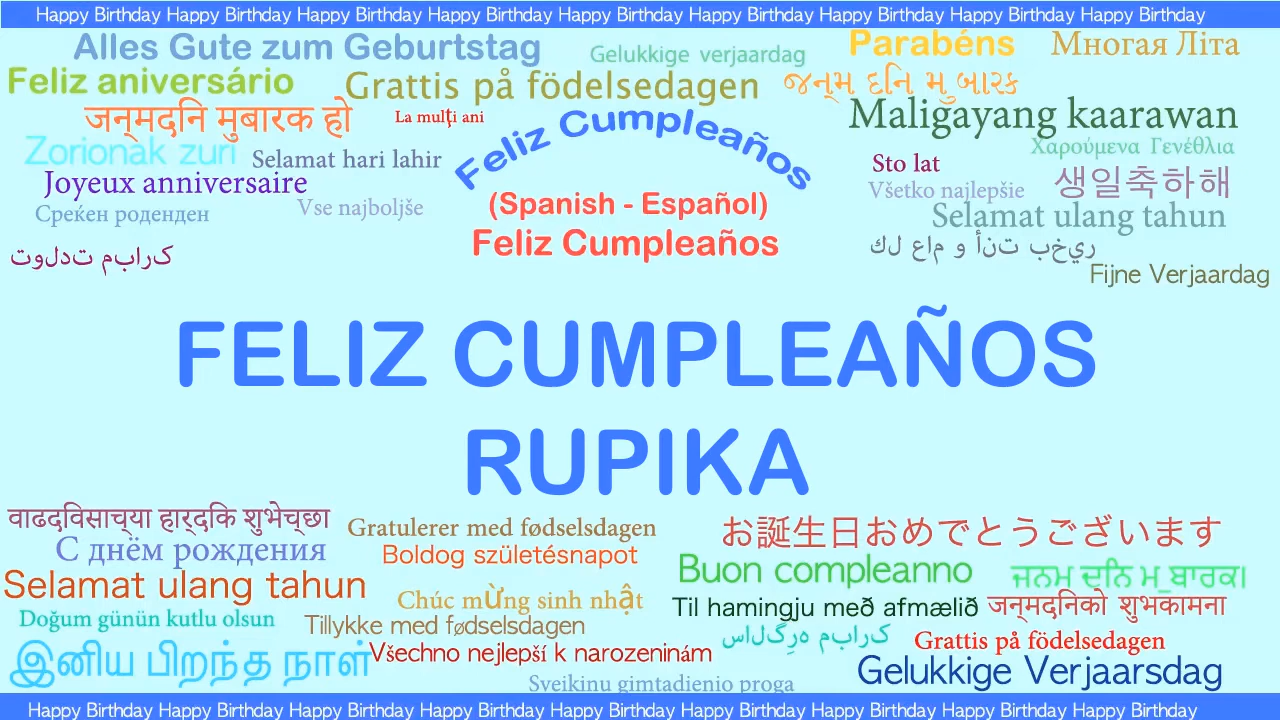 Happy Birthday Happy Birthday Happy Birthday Happy Birthday Happy Birthday Happy Birthday Happy Birthday Happy Birthday Happy Birthday
Alles Gute zum Geburtstag
Gelukkige verjaardag
Parabéns
Многая Літа
Feliz aniversário
Grattis på födelsedagen
જન્મ દિન મુબારક
जन्मदिन मुबारक हो
La mulţi ani
Feliz Cumpleaños
Maligayang kaarawan
Zorionak zuri
Selamat hari lahir
Sto lat
Χαρούμενα Γενέθλια
Joyeux anniversaire
(Spanish - Español)
Všetko najlepšie
생일축하해
Срeќен роденден
Vse najboljše
Selamat ulang tahun
Feliz Cumpleaños
كل عام و أنت بخير
Fijne Verjaardag
FELIZ CUMPLEAÑOS
RUPIKA
वाढदिवसाच्या हार्दिक शुभेच्छा
Gratulerer med fødselsdagen
お誕生日おめでとうございます
С днём рождения
Boldog születésnapot
Buon compleanno
ਜਨਮ ਦਿਨ ਮੁਬਾਰਕ।
Selamat ulang tahun
Chúc mừng sinh nhật
Til hamingju með afmælið
जन्मदिनको शुभकामना
Doğum günün kutlu olsun
Tillykke med fødselsdagen
سالگرہ مبارک
Grattis på födelsedagen
இனிய பிறந்த நாள்
Všechno nejlepší k narozeninám
Gelukkige Verjaarsdag
Sveikinu gimtadienio proga
Happy Birthday Happy Birthday Happy Birthday Happy Birthday Happy Birthday Happy Birthday Happy Birthday Happy Birthday Happy Birthday